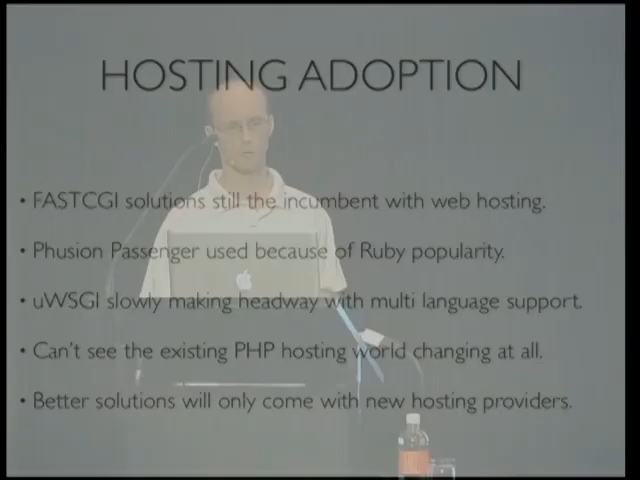 HOSTING ADOPTION
• FASTCGI solutions still the incumbent with web hosting.
• Phusion Passenger used because of Ruby popularity.
• uWSGI slowly making headway with multi language support.
• Can't see the existing PHP hosting world changing at all.
• Better solutions will only come with new hosting providers.